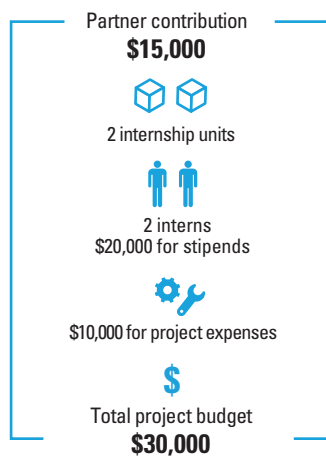 Partner contribution
$15,000
2 internship units
2 interns
$20,000 for stipends
$10,000 for project expenses
$
Total project budget
$30,000